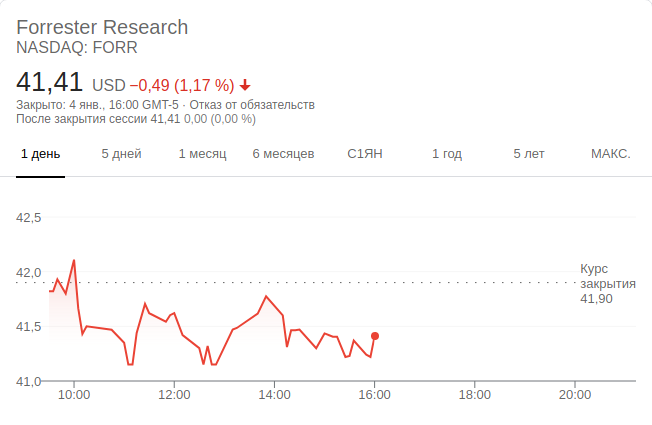 Forrester Research
NASDAQ: FORR
41,41 USD −0,49 (1,17 %)
Закрыто: 4 янв., 16:00 GMT-5 · Отказ от обязательств
После закрытия сессии 41,41 0,00 (0,00 %)
1 день 5 дней 1 месяц 6 месяцев С1ЯН 1 год 5 лет МАКС.
42,5
42,0
Курс
закрытия
41,90
41,5
41,0
10:00 12:00 14:00 16:00 18:00 20:00